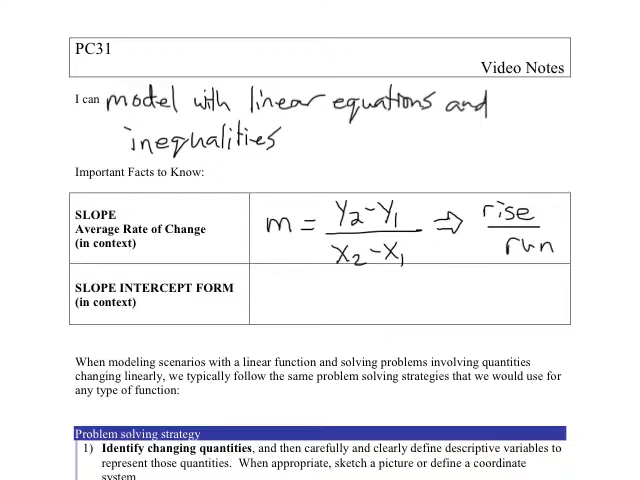 PC31
Video Notes
I can model with linear equations and
inequalities
Important Facts to Know:
SLOPE
Average Rate of Change
(in context)
m = y₂-y₁ / x₂-x₁ ⇒ rise / run
SLOPE INTERCEPT FORM
(in context)
When modeling scenarios with a linear function and solving problems involving quantities
changing linearly, we typically follow the same problem solving strategies that we would use for
any type of function:
Problem solving strategy
1) Identify changing quantities, and then carefully and clearly define descriptive variables to
represent those quantities. When appropriate, sketch a picture or define a coordinate
system